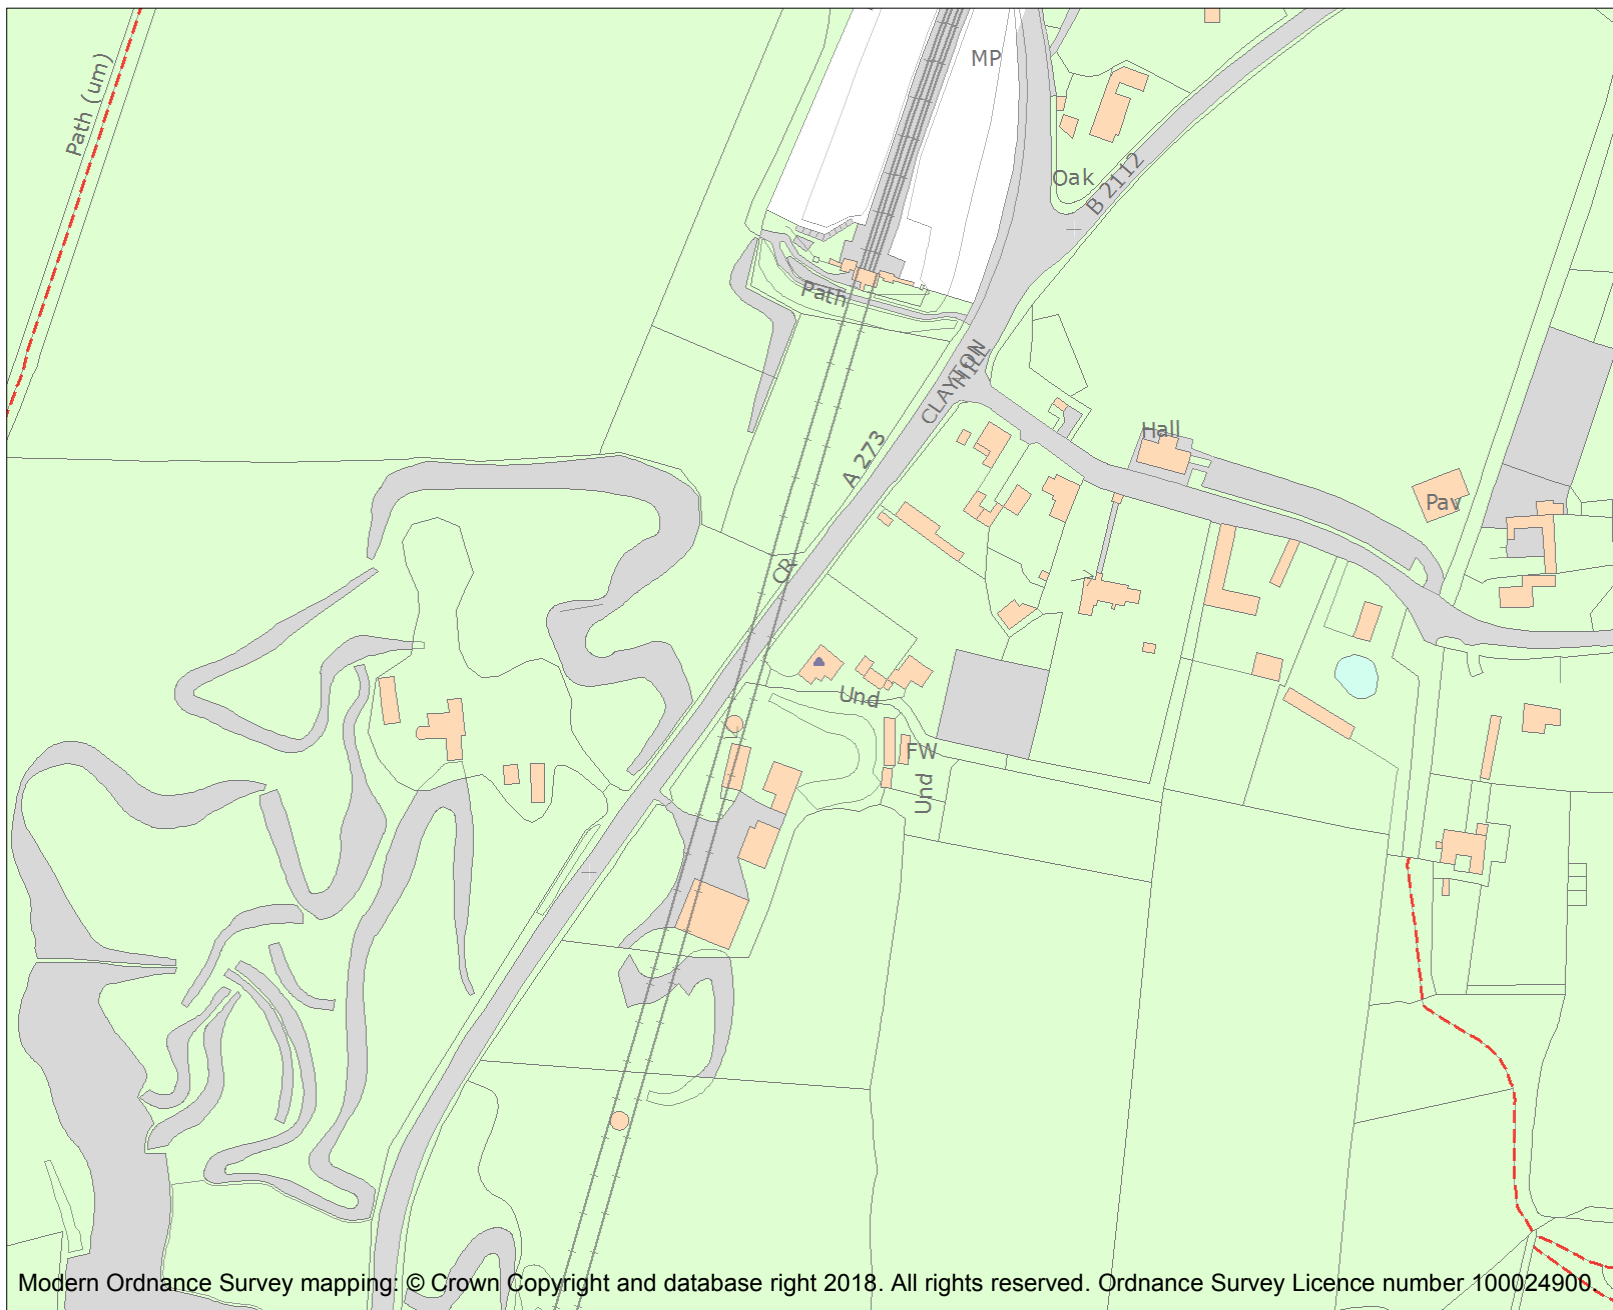 MP
Path (um)
Oak
B 2112
Path
CLAYTON
HILL
Hall
A 273
Pav
CR
Und
FW
Und
Modern Ordnance Survey mapping: © Crown Copyright and database right 2018. All rights reserved. Ordnance Survey Licence number 100024900.